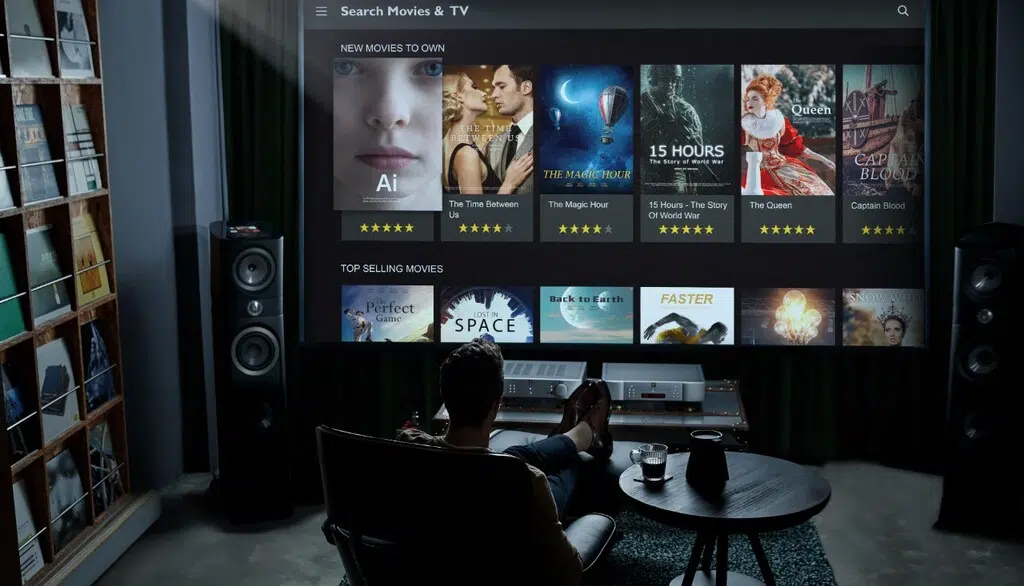 Search Movies & TV
NEW MOVIES TO OWN
Ai
THE TIME
BETWEEN US
THE MAGIC HOUR
15 HOURS
The Story of World War
The
Queen
CAPTAIN
BLOOD
The Time Between
Us
The Magic Hour
15 Hours - The Story
Of World War
The Queen
Captain Blood
TOP SELLING MOVIES
The
Perfect
Game
LOST IN
SPACE
Back to Earth
FASTER